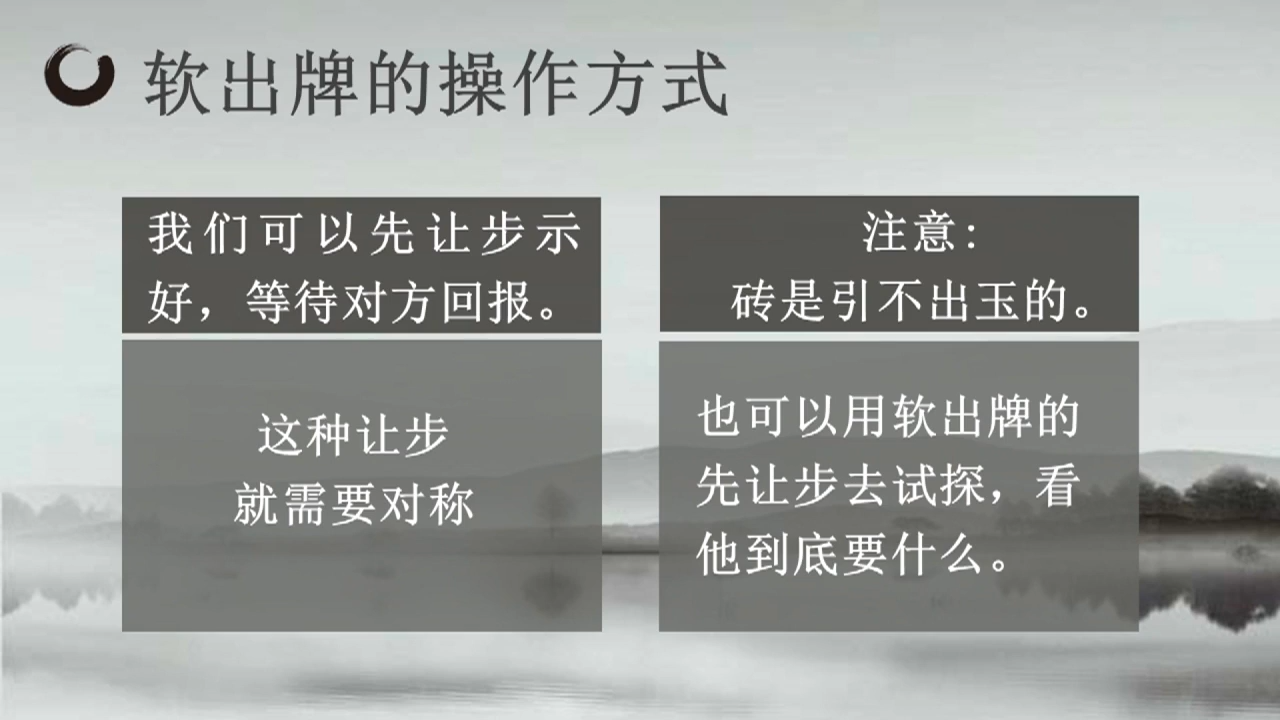 软出牌的操作方式
我们可以先让步示
好，等待对方回报。
这种让步
就需要对称
注意：
砖是引不出玉的。
也可以用软出牌的
先让步去试探，看
他到底要什么。